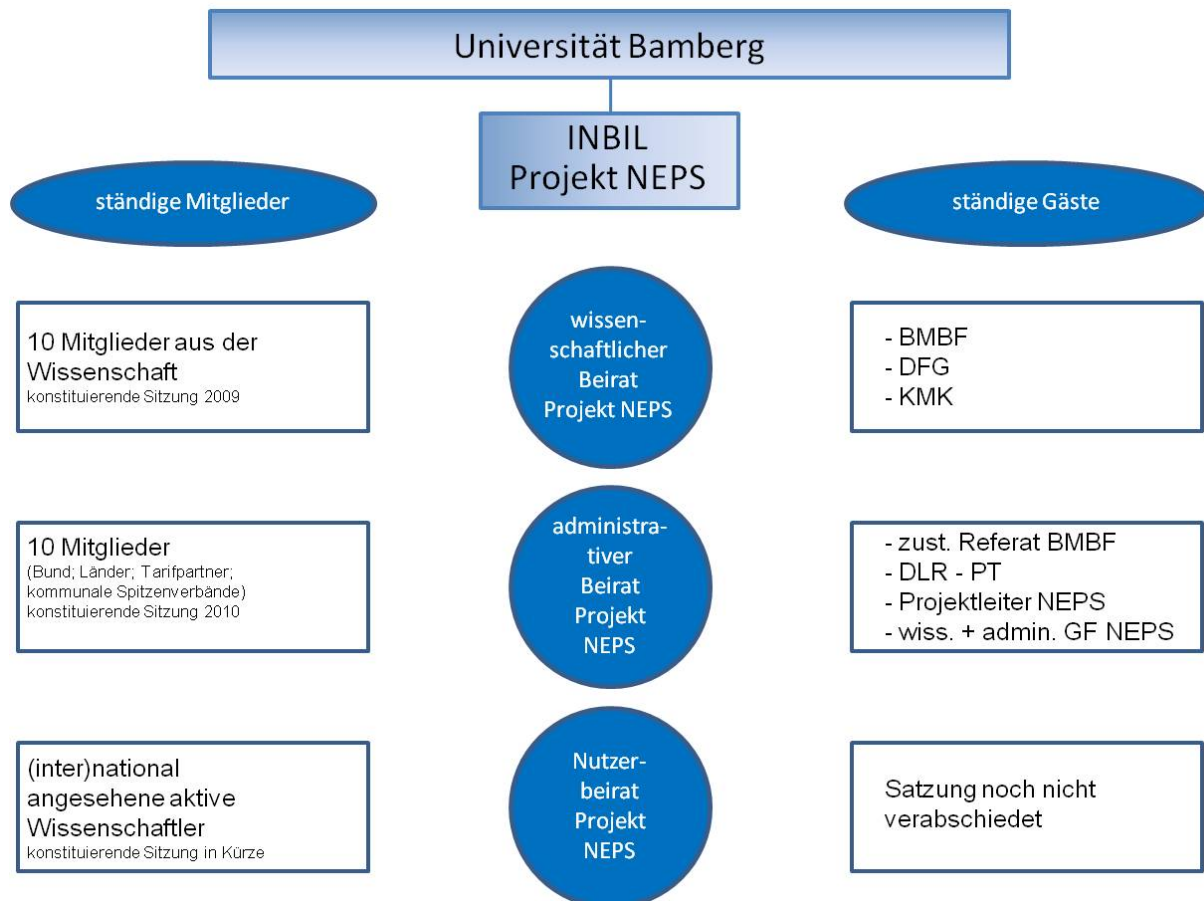 Universität Bamberg
INBIL
Projekt NEPS
ständige Mitglieder
ständige Gäste
10 Mitglieder aus der
Wissenschaft
konstituierende Sitzung 2009
wissen-
schaftlicher
Beirat
Projekt NEPS
- BMBF
- DFG
- KMK
10 Mitglieder
(Bund; Länder; Tarifpartner;
kommunale Spitzenverbände)
konstituierende Sitzung 2010
administra-
tiver
Beirat
Projekt
NEPS
- zust. Referat BMBF
- DLR - PT
- Projektleiter NEPS
- wiss. + admin. GF NEPS
(inter)national
angesehene aktive
Wissenschaftler
konstituierende Sitzung in Kürze
Nutzer-
beirat
Projekt
NEPS
Satzung noch nicht
verabschiedet